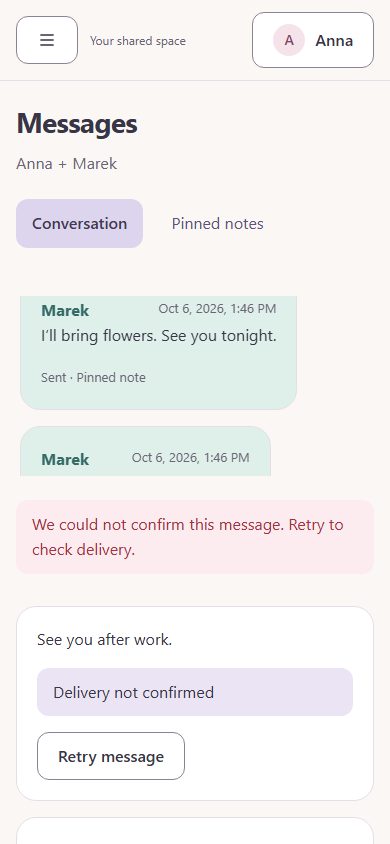 Your shared space
A Anna
Messages
Anna + Marek
Conversation Pinned notes
Marek Oct 6, 2026, 1:46 PM
I'll bring flowers. See you tonight.
Sent · Pinned note
Marek Oct 6, 2026, 1:46 PM
We could not confirm this message. Retry to
check delivery.
See you after work.
Delivery not confirmed
Retry message